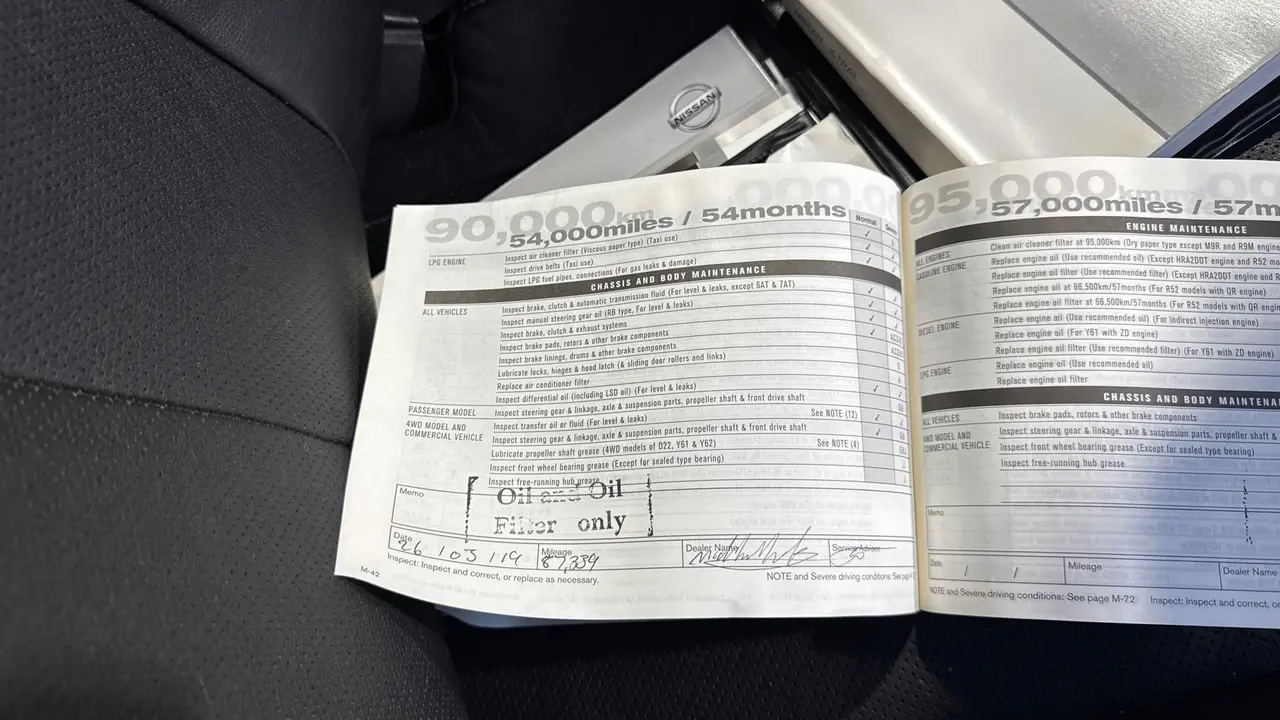 NISSAN
90,000km
54,000miles / 54months
Normal
LPG ENGINE
Inspect air cleaner filter (Viscous paper type) (Taxi use)
Inspect drive belts (Taxi use)
Inspect LPG fuel pipes, connections (For gas leaks & damage)
CHASSIS AND BODY MAINTENANCE
ALL VEHICLES
Inspect brake, clutch & automatic transmission fluid (For level & leaks, except 6AT & 7AT)
Inspect manual steering gear oil (RB type, For level & leaks)
Inspect brake, clutch & exhaust systems
Inspect brake pads, rotors & other brake components
Inspect brake linings, drums & other brake components
Lubricate locks, hinges & hood latch (& sliding door rollers and links)
Replace air conditioner filter
Inspect differential oil (including LSD oil) (For level & leaks)
PASSENGER MODEL
Inspect steering gear & linkage, axle & suspension parts, propeller shaft & front drive shaft
4WD MODEL AND
COMMERCIAL VEHICLE
Inspect transfer oil or fluid (For level & leaks) See NOTE (12)
Inspect steering gear & linkage, axle & suspension parts, propeller shaft & front drive shaft
Lubricate propeller shaft grease (4WD models of D22, Y61 & Y62) See NOTE (4)
Inspect front wheel bearing grease (Except for sealed type bearing)
Inspect free-running hub grease
Memo
Oil and Oil
Filter only
Date
26 / 03 / 19
Mileage
87,339
Dealer Name
Service Advisor
Inspect: Inspect and correct, or replace as necessary.
NOTE and Severe driving conditions: See page
M-42
95,000km
57,000miles / 57m
ENGINE MAINTENANCE
ALL ENGINES
Clean air cleaner filter at 95,000km (Dry paper type except M9R and R9M engine
GASOLINE ENGINE
Replace engine oil (Use recommended oil) (Except HRA2DDT and R52 mo
Replace engine oil filter (Use recommended filter) (Except HRA2DDT engine and R
Replace engine oil at 66,500km/57months (For R52 models with QR engine)
Replace engine oil filter at 66,500km/57months (For R52 models with QR engine)
DIESEL ENGINE
Replace engine oil (Use recommended oil) (For indirect injection engine)
Replace engine oil (For Y61 with ZD engine)
Replace engine oil filter (Use recommended filter) (For Y61 with ZD engine)
LPG ENGINE
Replace engine oil (Use recommended oil)
Replace engine oil filter
CHASSIS AND BODY MAINTENAN
ALL VEHICLES
Inspect brake pads, rotors & other brake components
4WD MODEL AND
COMMERCIAL VEHICLE
Inspect steering gear & linkage, axle & suspension parts, propeller shaft &
Inspect front wheel bearing grease (Except for sealed type bearing)
Inspect free-running hub grease
Memo
Date
/ /
Mileage
Dealer Name
NOTE and Severe driving conditions: See page M-72 Inspect: Inspect and correct, or